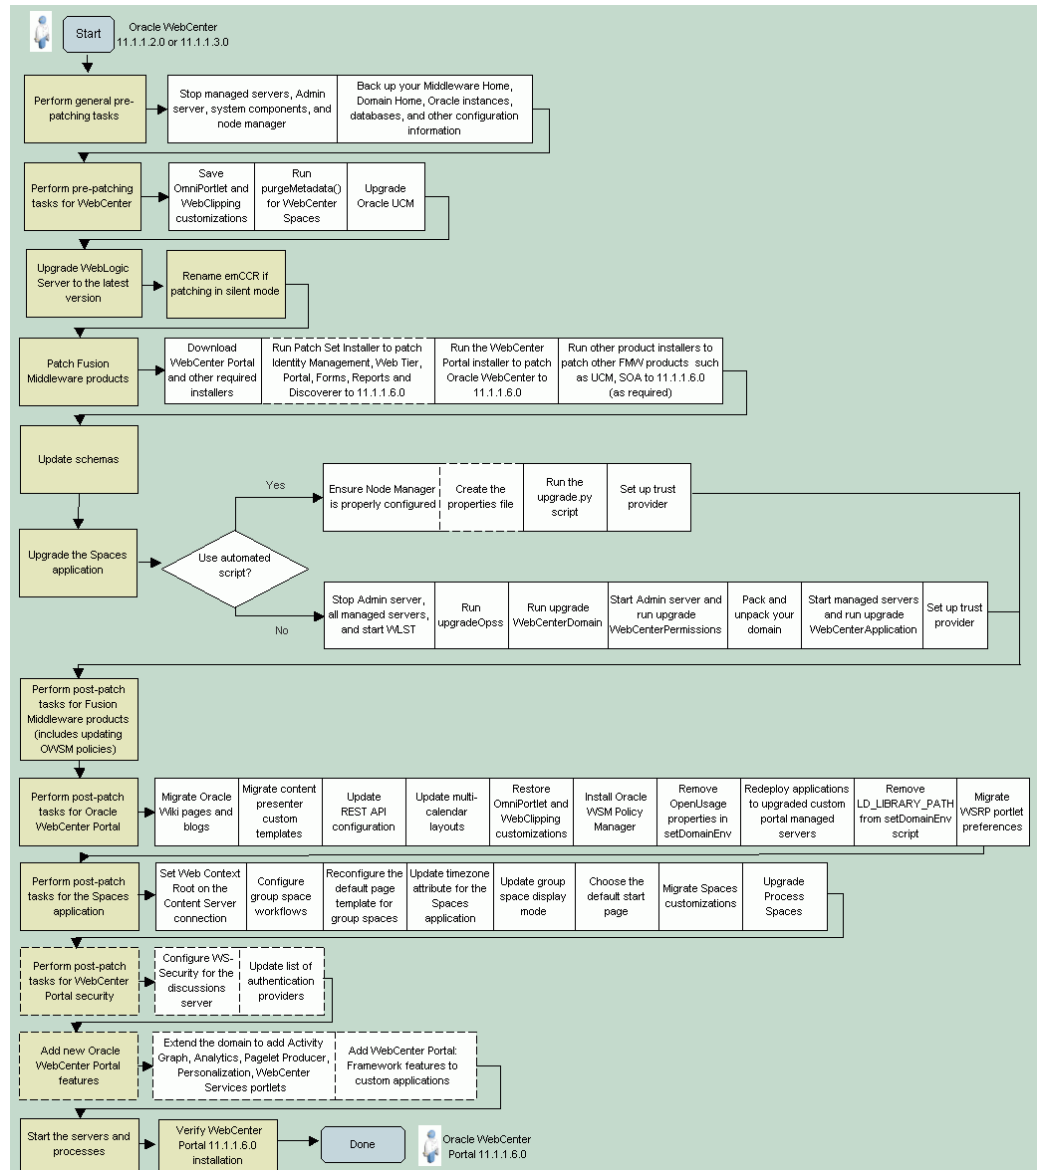 Start
Oracle WebCenter
11.1.1.2.0 or 11.1.1.3.0
Perform general pre-
patching tasks
Stop managed servers, Admin
server, system components, and
node manager
Back up your Middleware Home,
Domain Home, Oracle instances,
databases, and other configuration
information
Perform pre-patching
tasks for WebCenter
Save
OmniPortlet and
WebClipping
customizations
Run
purgeMetadata()
for WebCenter
Spaces
Upgrade
Oracle UCM
Upgrade WebLogic
Server to the latest
version
Rename emCCR if
patching in silent mode
Patch Fusion
Middleware products
Download
WebCenter Portal
and other required
installers
Run Patch Set Installer to patch
Identity Management, Web Tier,
Portal, Forms, Reports and
Discoverer to 11.1.1.6.0
Run the WebCenter
Portal installer to patch
Oracle WebCenter to
11.1.1.6.0
Run other product installers to
patch other FMW products such
as UCM, SOA to 11.1.1.6.0
(as required)
Update schemas
Upgrade the Spaces
application
Use automated
script?
Yes
Ensure Node Manager
is properly configured
Create the
properties file
Run the
upgrade.py
script
Set up trust
provider
No
Stop Admin server,
all managed servers,
and start WLST
Run
upgradeOpss
Run upgrade
WebCenterDomain
Start Admin server and
run upgrade
WebCenterPermissions
Pack and
unpack your
domain
Start managed servers
and run upgrade
WebCenterApplication
Set up trust
provider
Perform post-patch
tasks for Fusion
Middleware products
(includes updating
OWSM policies)
Perform post-patch
tasks for Oracle
WebCenter Portal
Migrate Oracle
Wiki pages and
blogs
Migrate content
presenter
custom
templates
Update
REST API
configuration
Update multi-
calendar
layouts
Restore
OmniPortlet and
WebClipping
customizations
Install Oracle
WSM Policy
Manager
Remove
OpenUsage
properties in
setDomainEnv
Redeploy applications
to upgraded custom
portal managed
servers
Remove
LD_LIBRARY_PATH
from setDomainEnv
script
Migrate
WSRP portlet
preferences
Perform post-patch
tasks for the Spaces
application
Set Web Context
Root on the
Content Server
connection
Configure
group space
workflows
Reconfigure the
default page
template for
group spaces
Update timezone
attribute for the
Spaces
application
Update group
space display
mode
Choose the
default start
page
Migrate Spaces
customizations
Upgrade
Process
Spaces
Perform post-patch
tasks for WebCenter
Portal security
Configure WS-
Security for the
discussions
server
Update list of
authentication
providers
Add new Oracle
WebCenter Portal
features
Extend the domain to add Activity
Graph, Analytics, Pagelet Producer,
Personalization, WebCenter
Services portlets
Add WebCenter Portal:
Framework features to
custom applications
Start the servers and
processes
Verify WebCenter
Portal 11.1.1.6.0
installation
Done
Oracle WebCenter
Portal 11.1.1.6.0